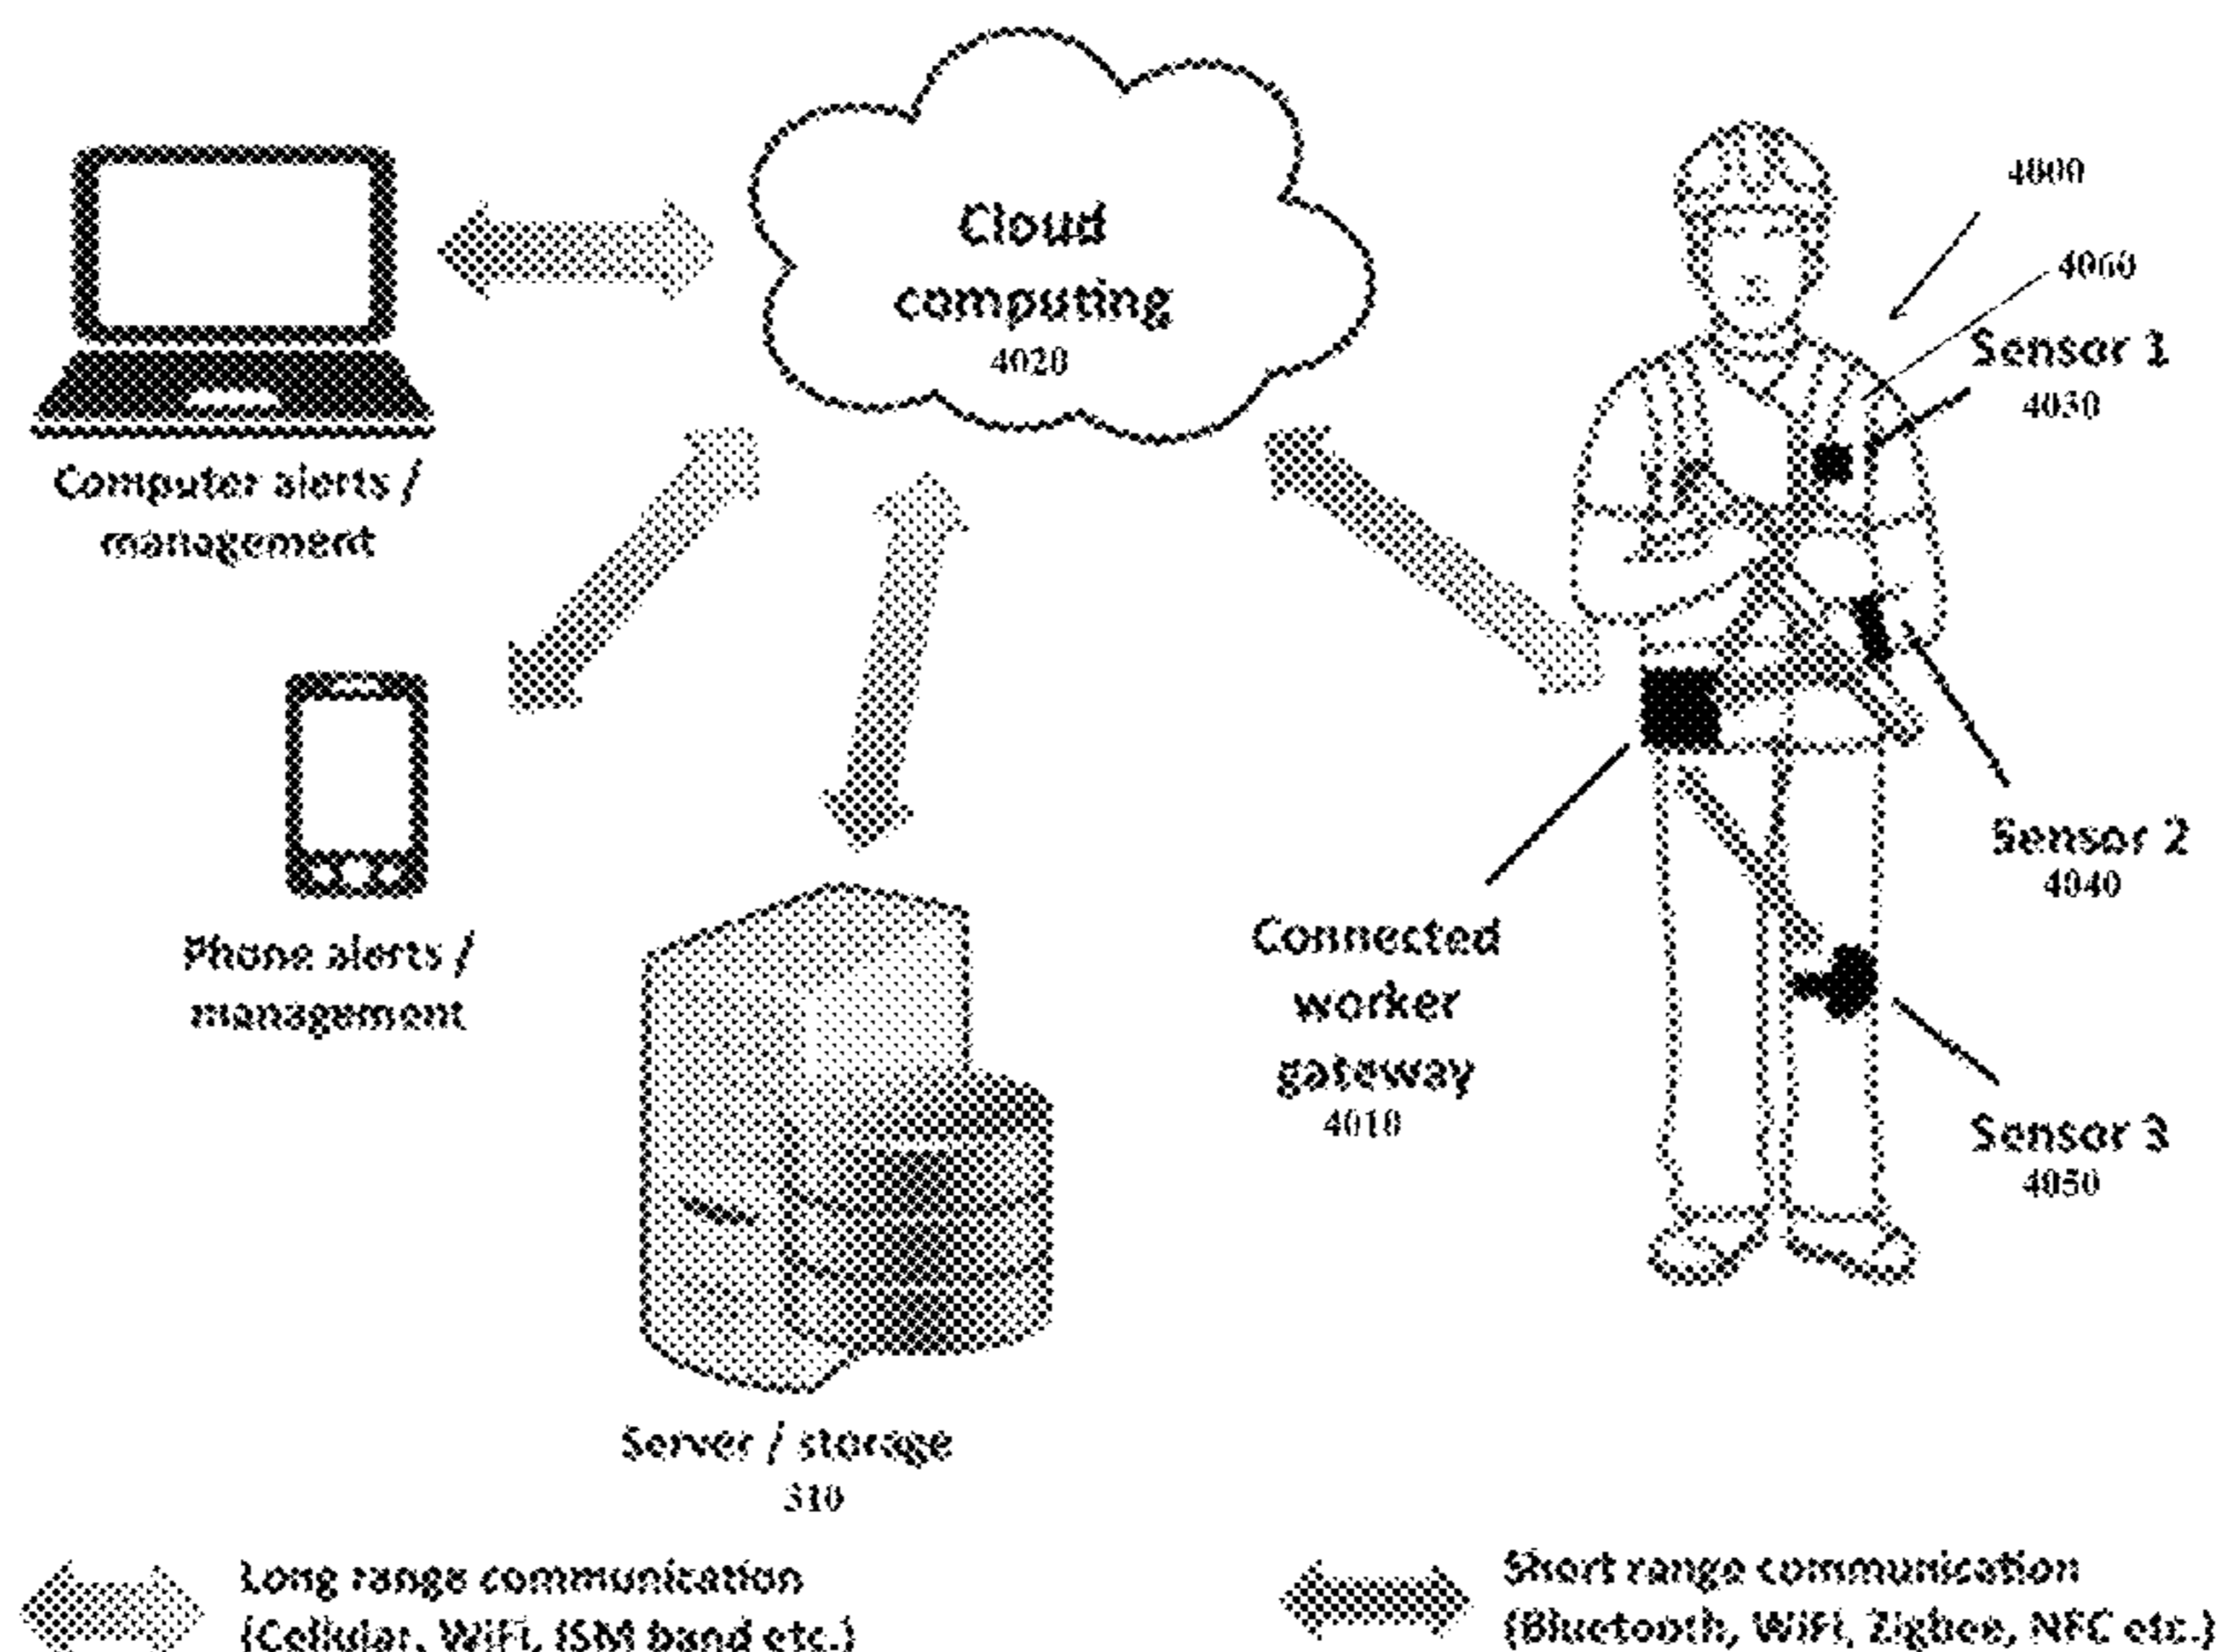 Cloud
computing
4020
4000
4060
Sensor 1
4030
Computer alerts /
management
Sensor 2
4040
Phone alerts /
management
Connected
worker
gateway
4010
Sensor 3
4050
Server / storage
310
Long range communication
(Cellular, WiFi, ISM band etc.)
Short range communication
(Bluetooth, WiFi, Zigbee, NFC etc.)